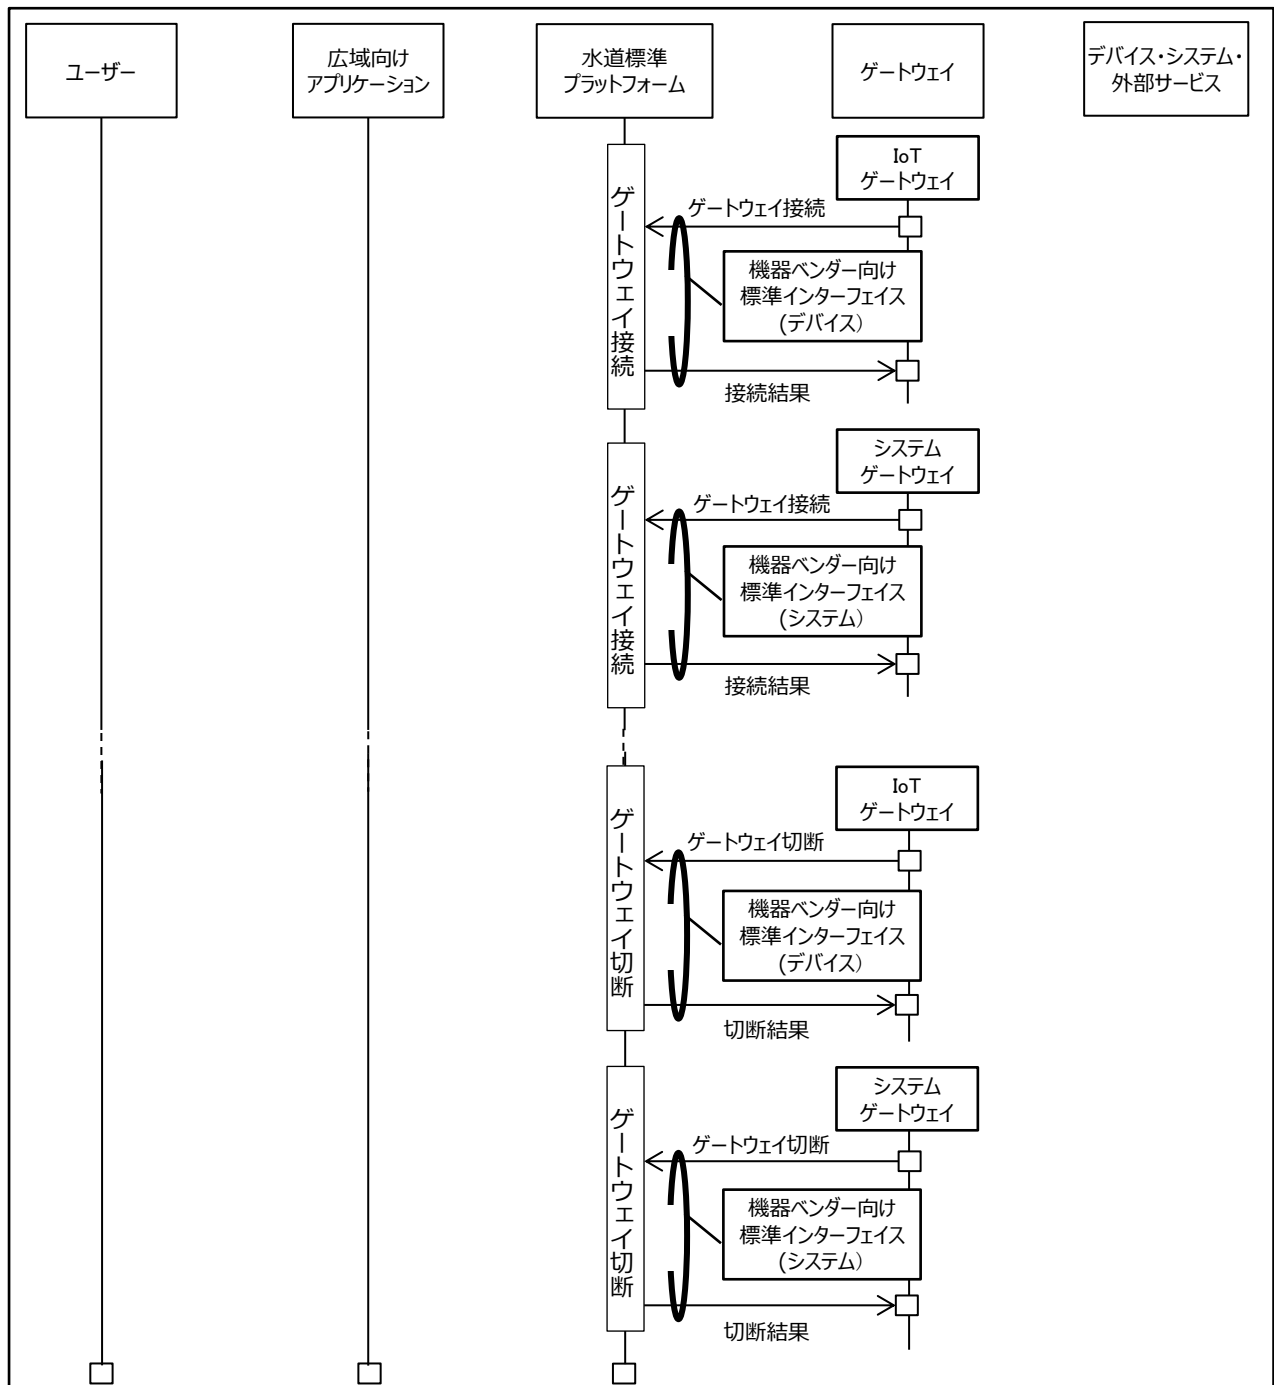 ユーザー
広域向け
アプリケーション
水道標準
プラットフォーム
ゲートウェイ
デバイス・システム・
外部サービス
IoT
ゲートウェイ
ゲートウェイ接続
ゲートウェイ接続
機器ベンダー向け
標準インターフェイス
(デバイス)
接続結果
システム
ゲートウェイ
ゲートウェイ接続
ゲートウェイ接続
機器ベンダー向け
標準インターフェイス
(システム)
接続結果
IoT
ゲートウェイ
ゲートウェイ切断
ゲートウェイ切断
機器ベンダー向け
標準インターフェイス
(デバイス)
切断結果
システム
ゲートウェイ
ゲートウェイ切断
ゲートウェイ切断
機器ベンダー向け
標準インターフェイス
(システム)
切断結果